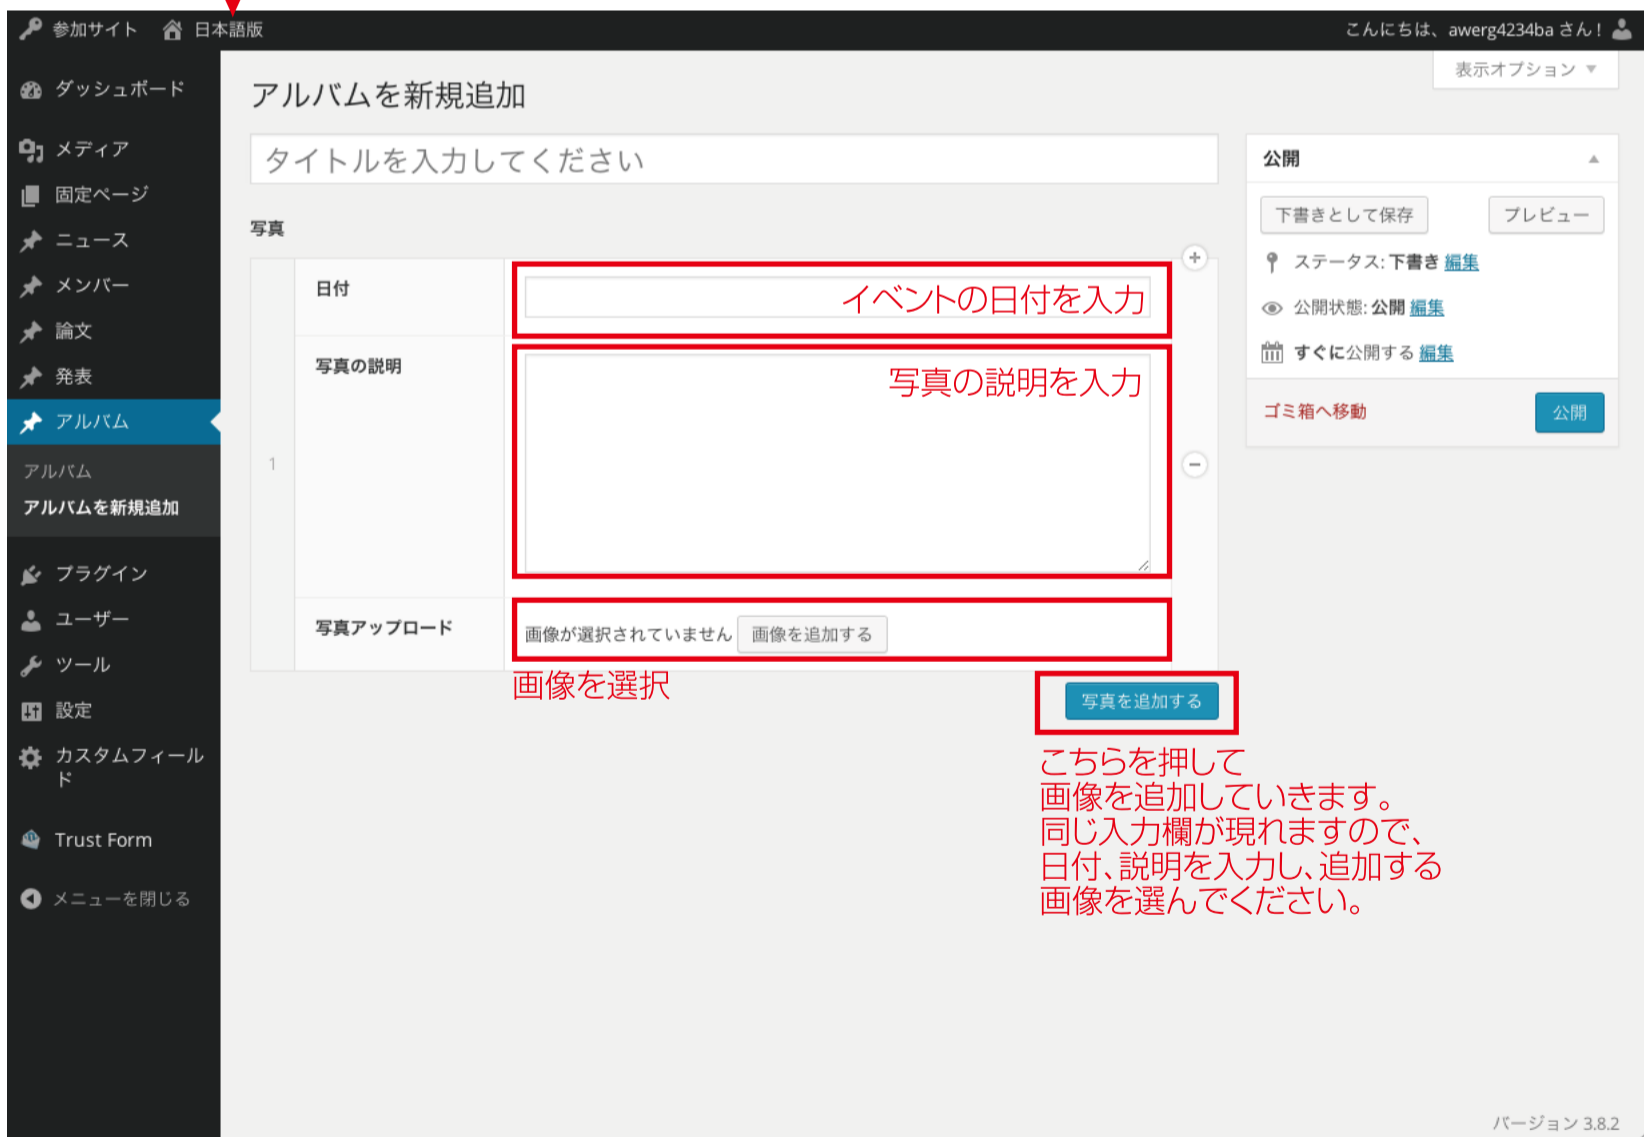 参加サイト 日本語版 こんにちは、awerg4234ba さん！
表示オプション
ダッシュボード
メディア
固定ページ
ニュース
メンバー
論文
発表
アルバム
アルバム
アルバムを新規追加
プラグイン
ユーザー
ツール
設定
カスタムフィール
ド
Trust Form
メニューを閉じる
アルバムを新規追加
タイトルを入力してください
写真
1
日付
イベントの日付を入力
写真の説明
写真の説明を入力
写真アップロード
画像が選択されていません 画像を追加する
画像を選択
写真を追加する
こちらを押して
画像を追加していきます。
同じ入力欄が現れますので、
日付、説明を入力し、追加する
画像を選んでください。
公開
下書きとして保存 プレビュー
ステータス: 下書き 編集
公開状態: 公開 編集
すぐに公開する 編集
ゴミ箱へ移動 公開
バージョン 3.8.2